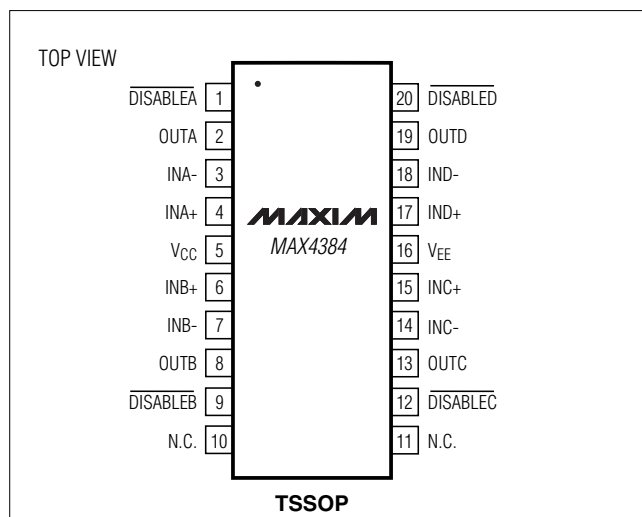 TOP VIEW
DISABLEA 1 20 DISABLED
OUTA 2 19 OUTD
INA- 3 18 IND-
INA+ 4 MAXIM 17 IND+
VCC 5 MAX4384 16 VEE
INB+ 6 15 INC+
INB- 7 14 INC-
OUTB 8 13 OUTC
DISABLEB 9 12 DISABLEC
N.C. 10 11 N.C.
TSSOP